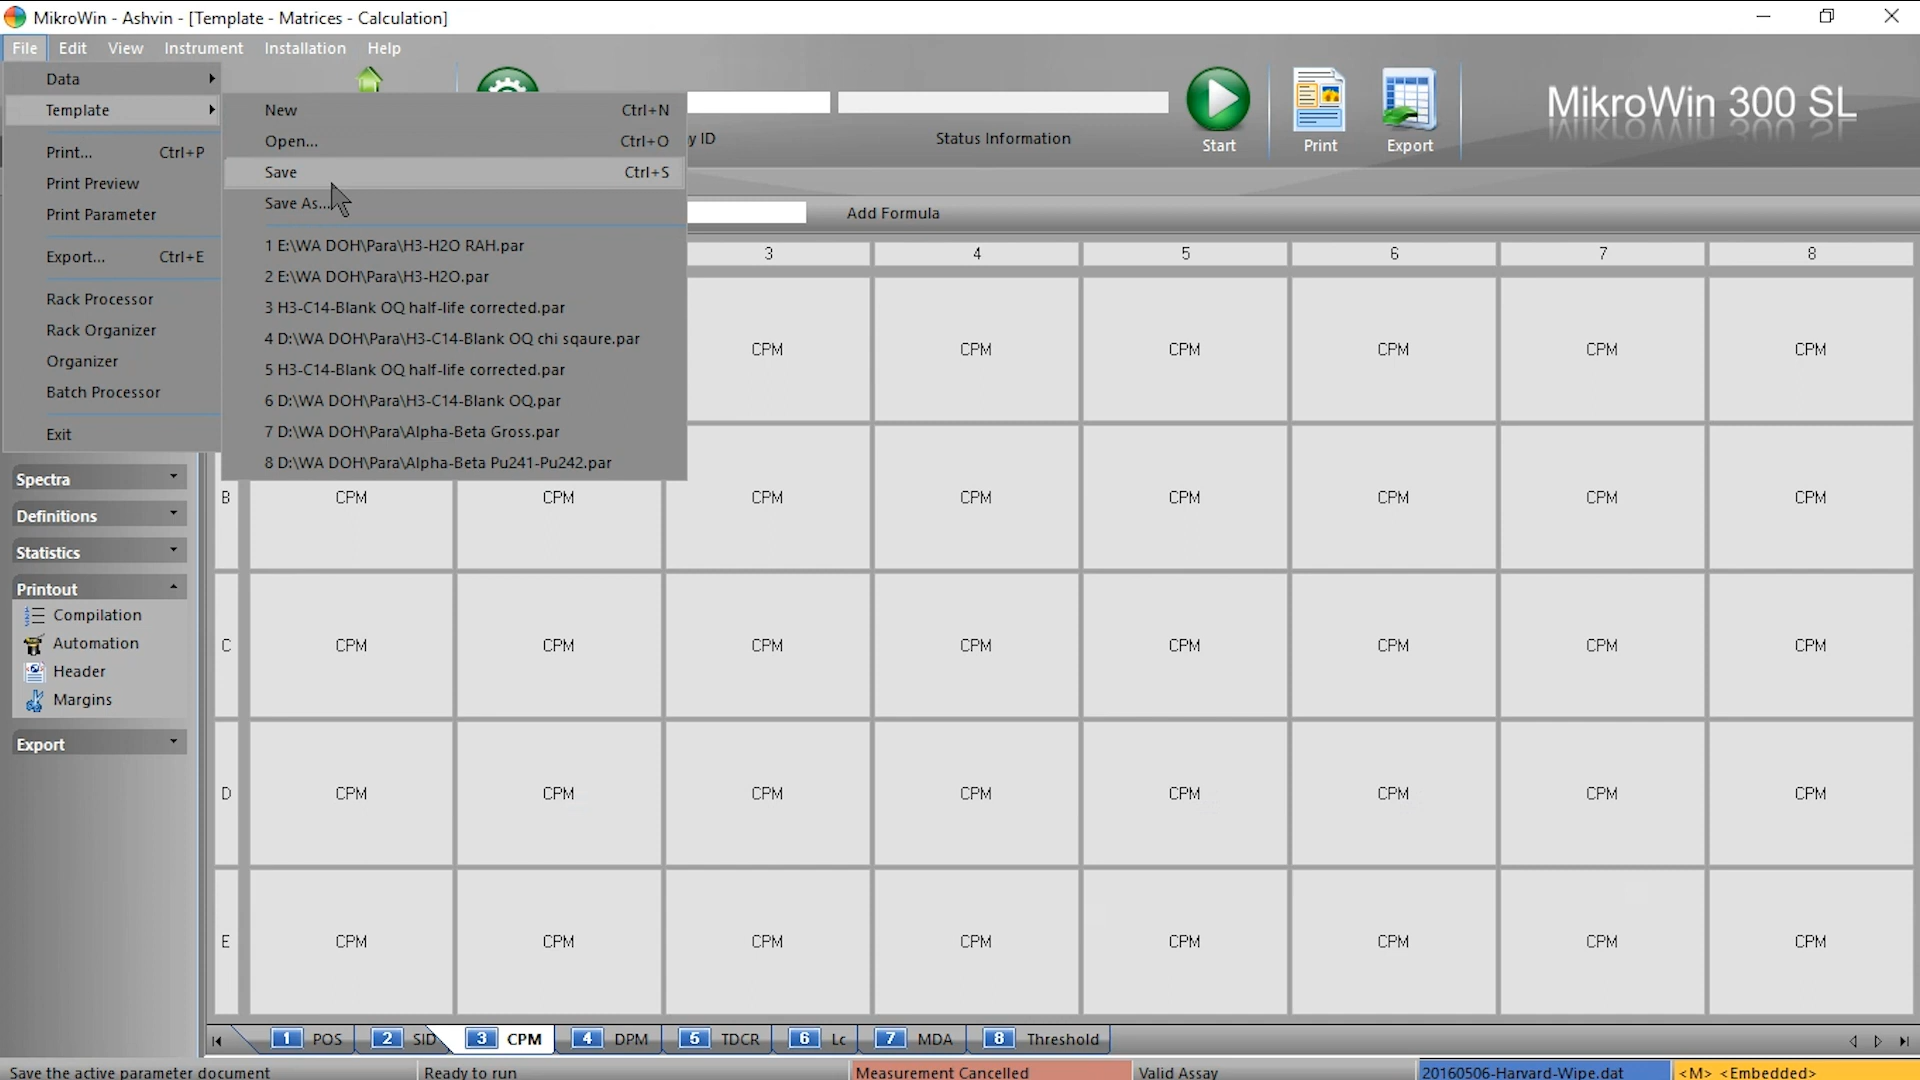 MikroWin - Ashvin - [Template - Matrices - Calculation]
File Edit View Instrument Installation Help
Data
Template
Print... Ctrl+P
Print Preview
Print Parameter
Export... Ctrl+E
Rack Processor
Rack Organizer
Organizer
Batch Processor
Exit
New Ctrl+N
Open... Ctrl+O
Save Ctrl+S
Save As...
1 E:\WA DOH\Para\H3-H2O RAH.par
2 E:\WA DOH\Para\H3-H2O.par
3 H3-C14-Blank OQ half-life corrected.par
4 D:\WA DOH\Para\H3-C14-Blank OQ chi sqaure.par
5 H3-C14-Blank OQ half-life corrected.par
6 D:\WA DOH\Para\H3-C14-Blank OQ.par
7 D:\WA DOH\Para\Alpha-Beta Gross.par
8 D:\WA DOH\Para\Alpha-Beta Pu241-Pu242.par
y ID
Status Information
Start
Print
Export
MikroWin 300 SL
Add Formula
Spectra
Definitions
Statistics
Printout
Compilation
Automation
Header
Margins
Export
3 4 5 6 7 8
CPM CPM CPM CPM CPM CPM
B CPM CPM CPM CPM CPM CPM CPM CPM
C CPM CPM CPM CPM CPM CPM CPM CPM
D CPM CPM CPM CPM CPM CPM CPM CPM
E CPM CPM CPM CPM CPM CPM CPM CPM
1 POS 2 SID 3 CPM 4 DPM 5 TDCR 6 Lc 7 MDA 8 Threshold
Save the active parameter document Ready to run Measurement Cancelled Valid Assay 20160506-Harvard-Wipe.dat <M> <Embedded>